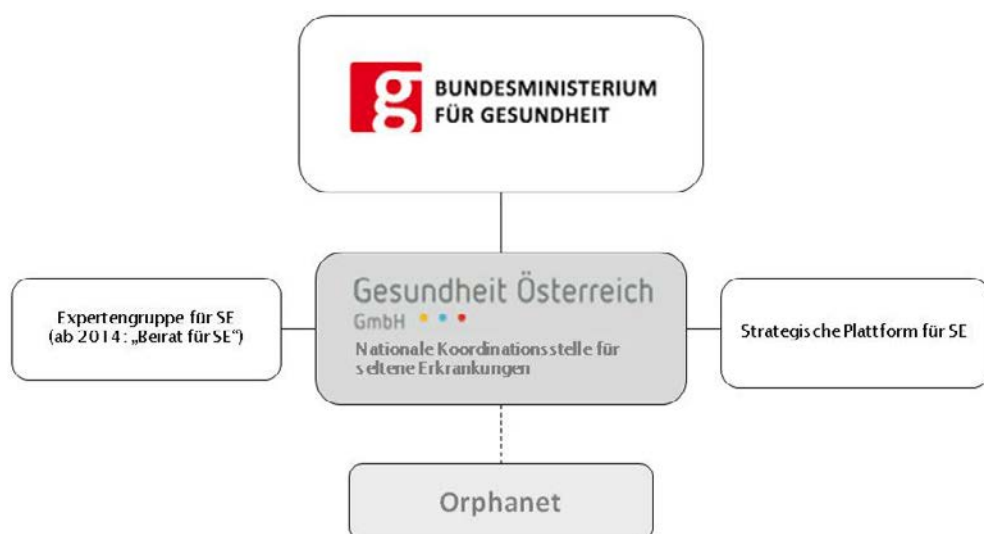 g BUNDESMINISTERIUM
FÜR GESUNDHEIT
Expertengruppe für SE
(ab 2014: „Beirat für SE“)
Gesundheit Österreich
GmbH
Nationale Koordinationsstelle für
seltene Erkrankungen
Strategische Plattform für SE
Orphanet